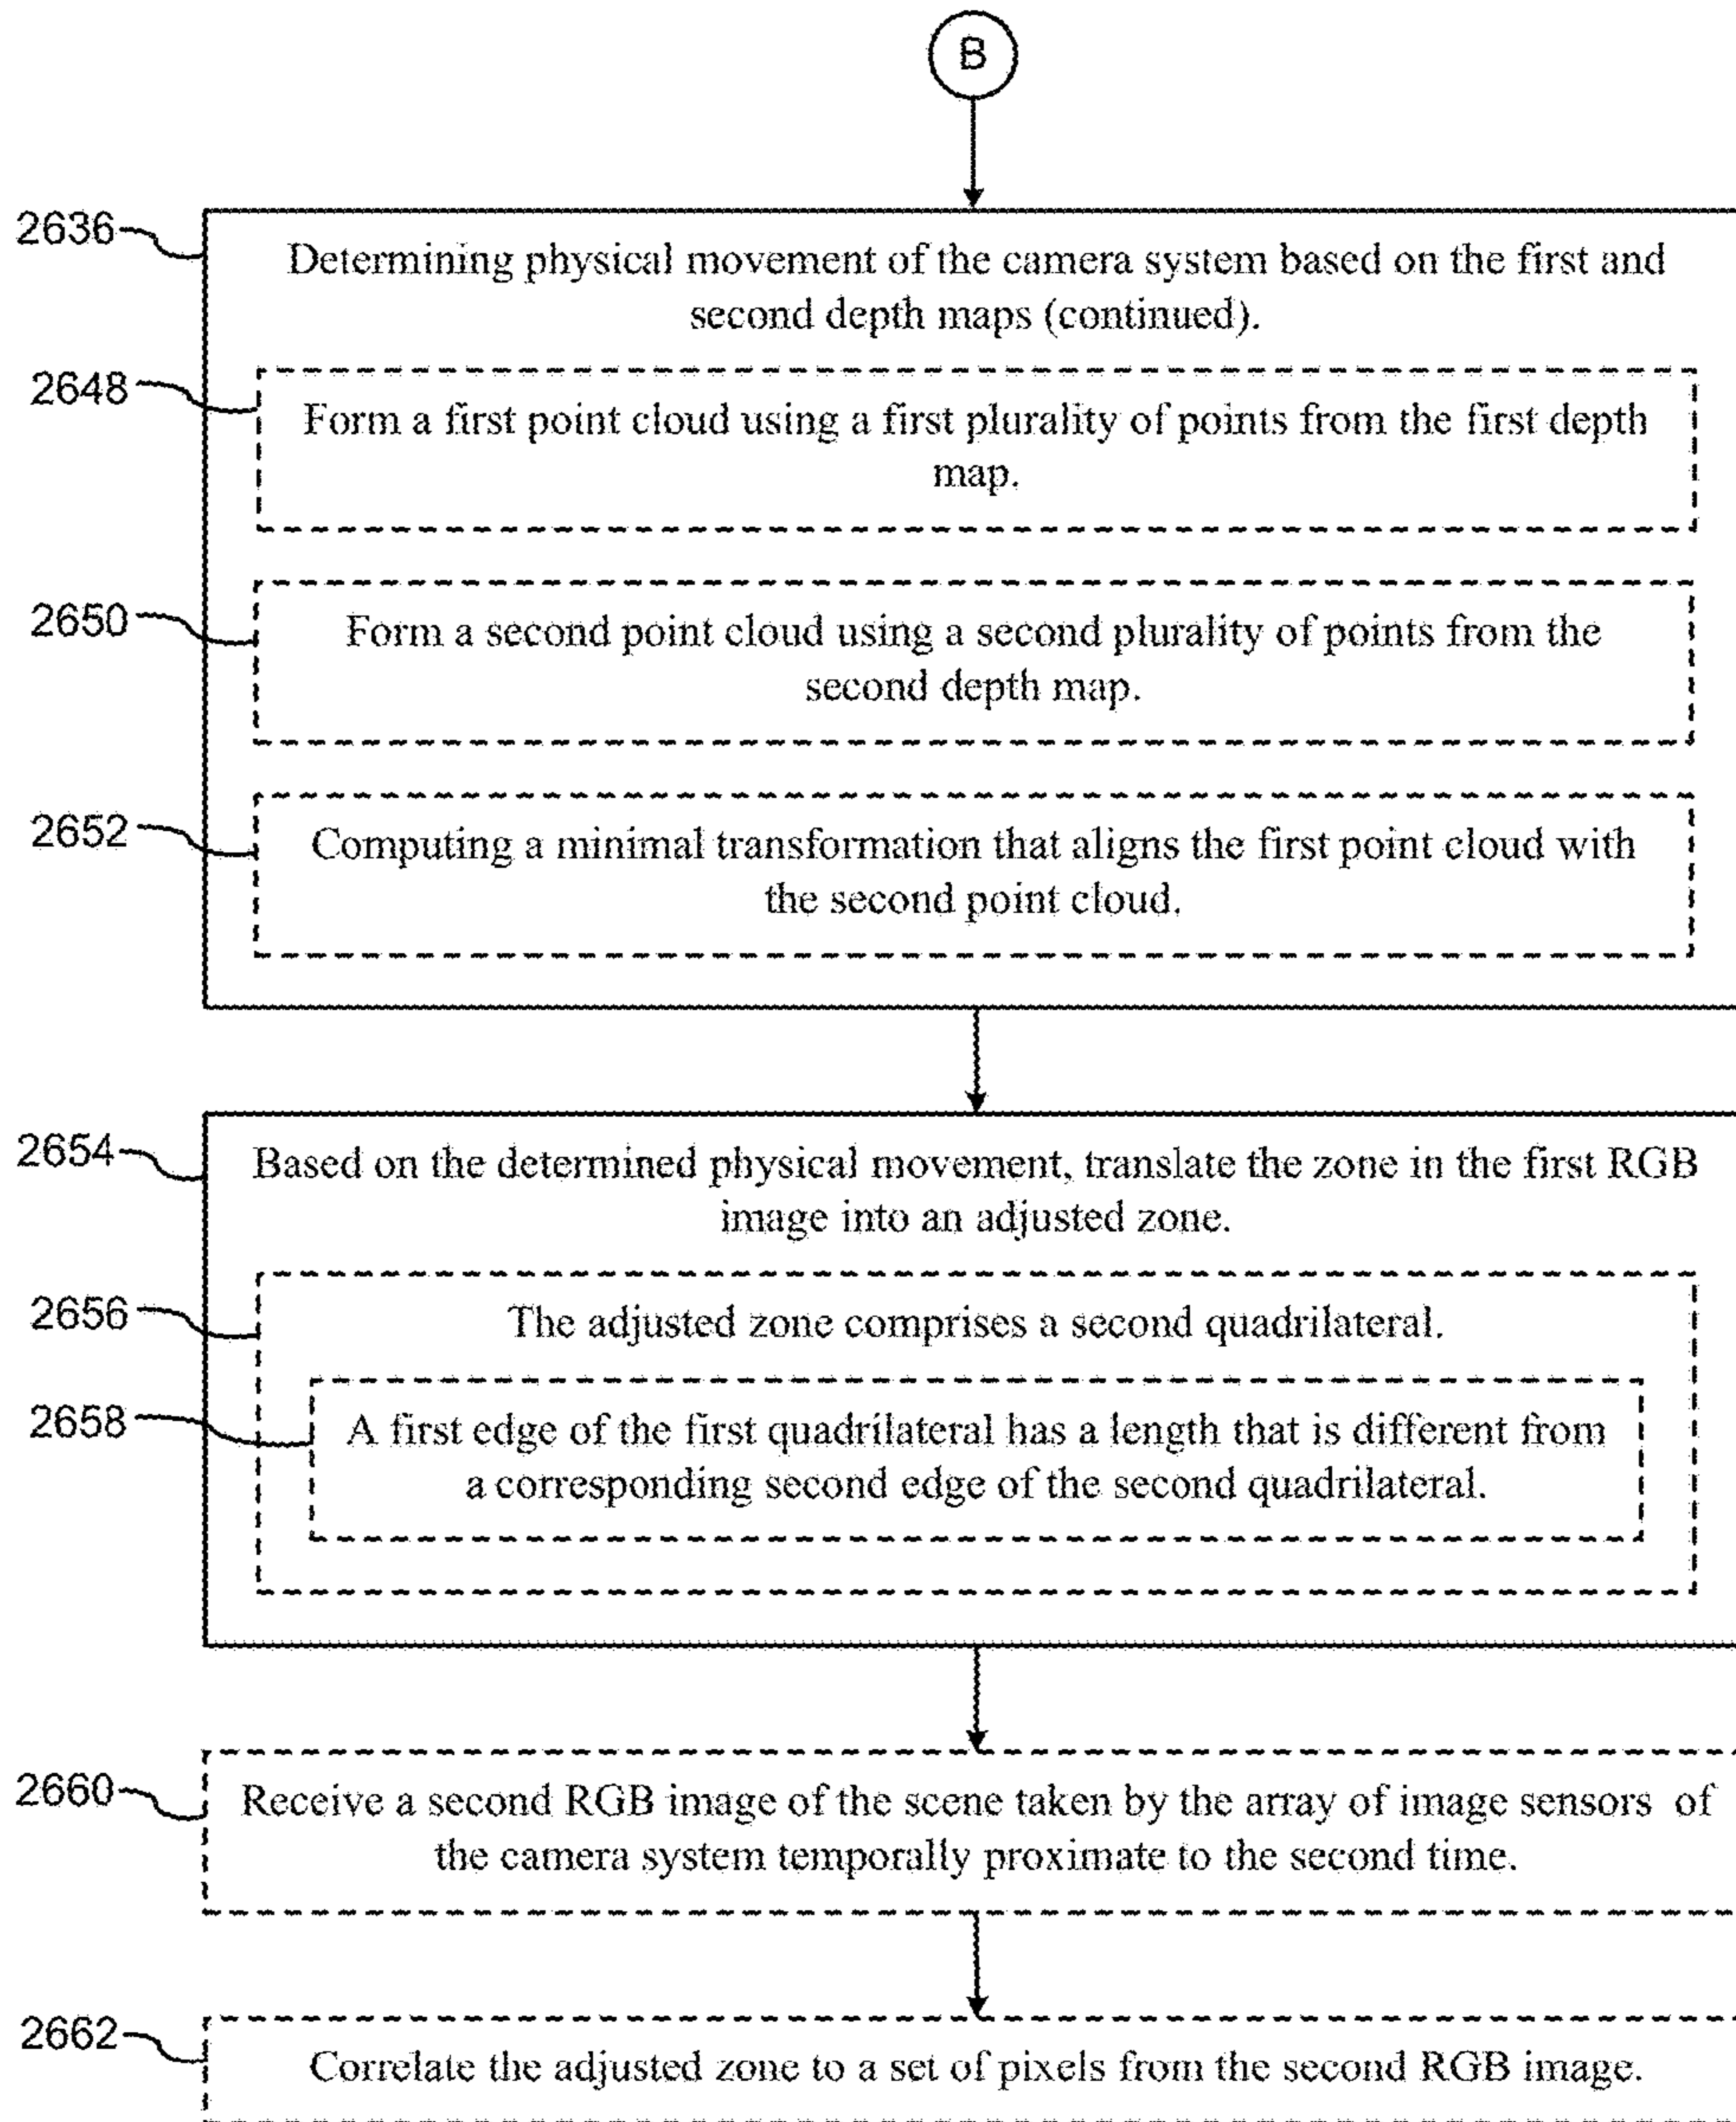 B
2636
Determining physical movement of the camera system based on the first and
second depth maps (continued).
2648
Form a first point cloud using a first plurality of points from the first depth
map.
2650
Form a second point cloud using a second plurality of points from the
second depth map.
2652
Computing a minimal transformation that aligns the first point cloud with
the second point cloud.
2654
Based on the determined physical movement, translate the zone in the first RGB
image into an adjusted zone.
2656
The adjusted zone comprises a second quadrilateral.
2658
A first edge of the first quadrilateral has a length that is different from
a corresponding second edge of the second quadrilateral.
2660
Receive a second RGB image of the scene taken by the array of image sensors of
the camera system temporally proximate to the second time.
2662
Correlate the adjusted zone to a set of pixels from the second RGB image.